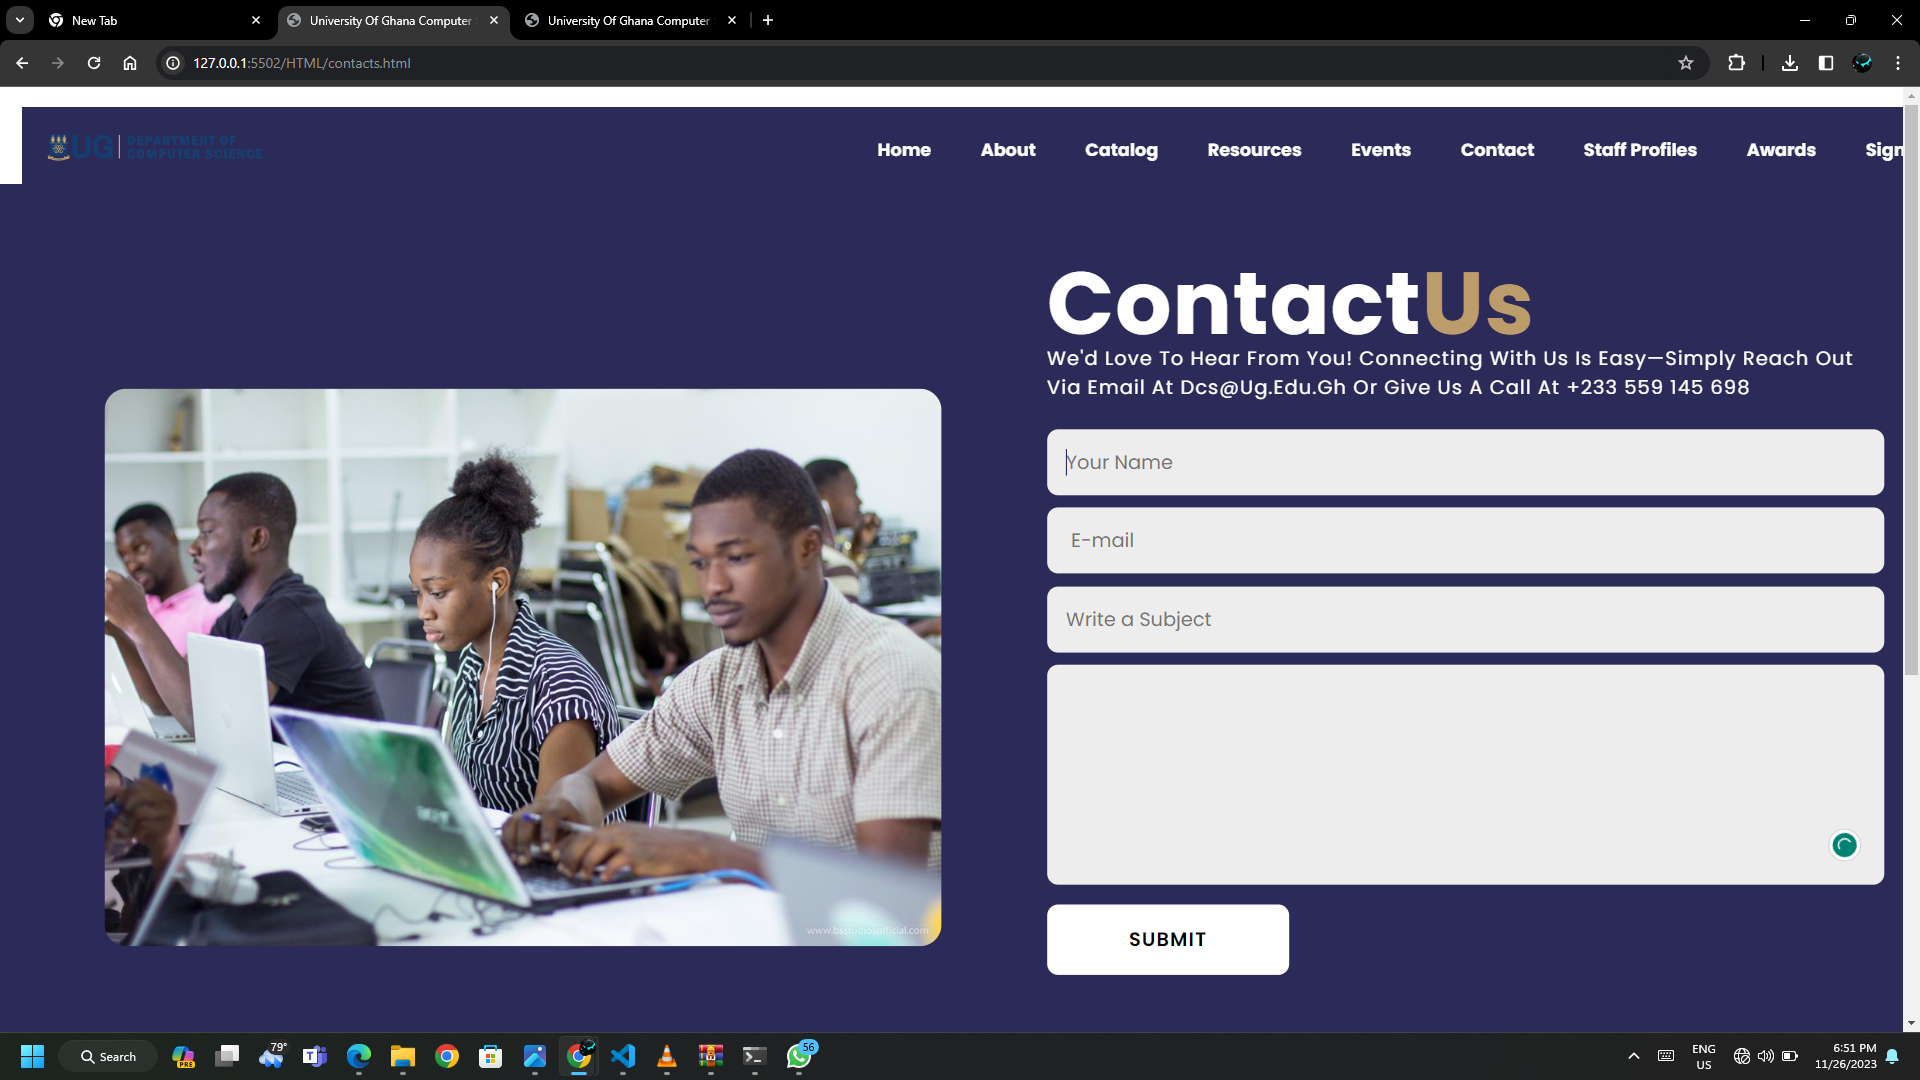 New Tab
University Of Ghana Computer
University Of Ghana Computer
127.0.0.1:5502/HTML/contacts.html
UG DEPARTMENT OF
COMPUTER SCIENCE
Home About Catalog Resources Events Contact Staff Profiles Awards Sign
ContactUs
We'd Love To Hear From You! Connecting With Us Is Easy—Simply Reach Out
Via Email At Dcs@Ug.Edu.Gh Or Give Us A Call At +233 559 145 698
Your Name
E-mail
Write a Subject
www.bsstudiosofficial.com
SUBMIT
Search
PRE
79°
56
ENG
US
6:51 PM
11/26/2023